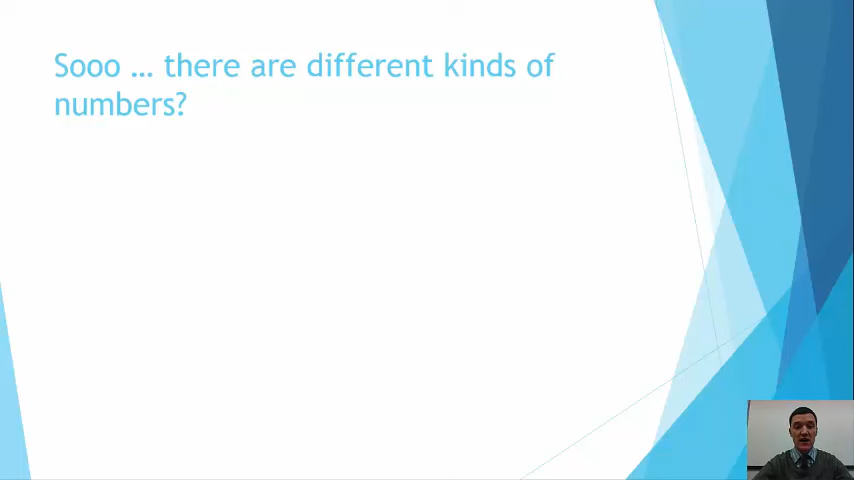 Sooo … there are different kinds of
numbers?